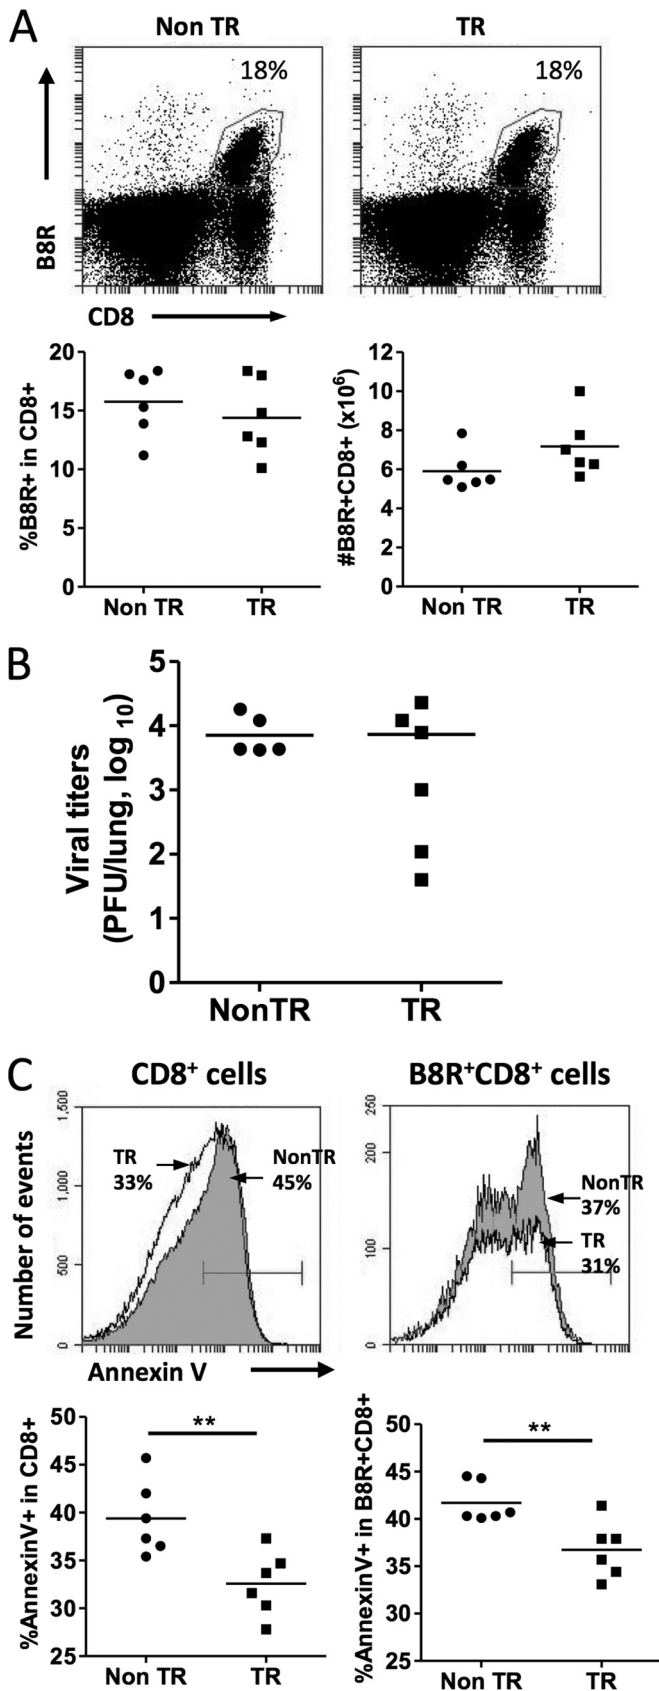 A
Non TR
TR
18%
18%
B8R
CD8
%B8R+ in CD8+
20
15
10
5
0
Non TR
TR
#B8R+CD8+ (x10⁶)
12
10
8
6
4
2
0
Non TR
TR
B
Viral titers
(PFU/lung, log ₁₀)
5
4
3
2
1
0
NonTR
TR
C
CD8⁺ cells
B8R⁺CD8⁺ cells
Number of events
1,500
1,000
500
0
TR
33%
NonTR
45%
250
200
100
0
NonTR
37%
TR
31%
Annexin V
%AnnexinV+ in CD8+
50
45
40
35
30
25
**
Non TR
TR
%AnnexinV+ in B8R+CD8+
50
45
40
35
30
25
**
Non TR
TR